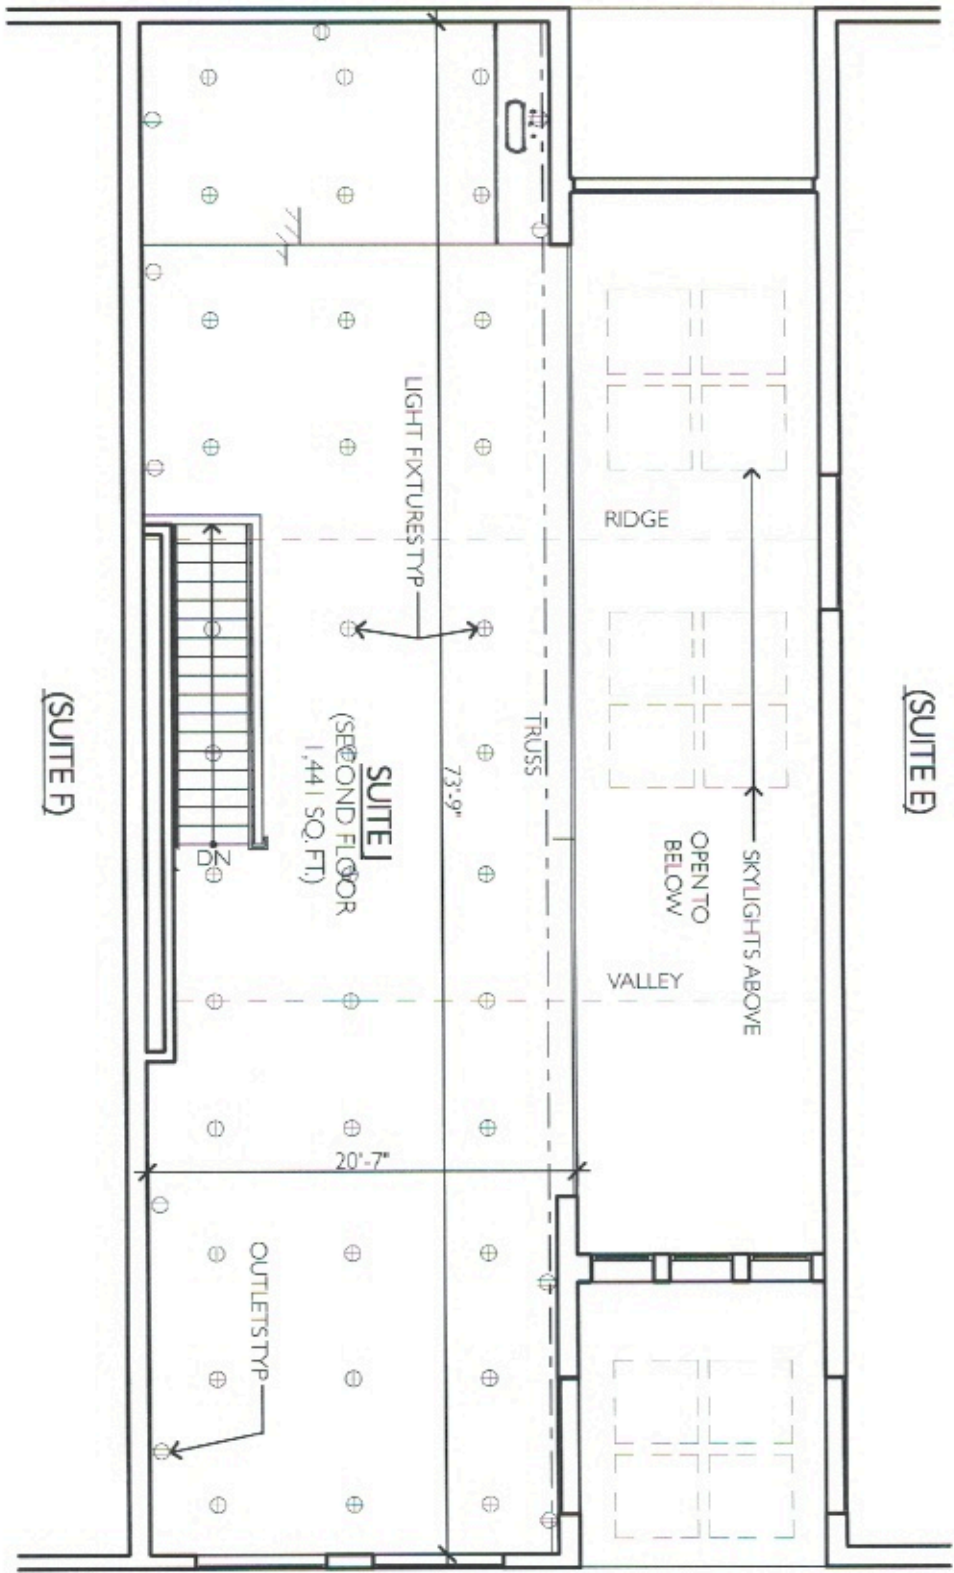 (SUITE E)
SKYLIGHTS ABOVE
OPEN TO
BELOW
RIDGE
VALLEY
TRUSS
73'-9"
LIGHT FIXTURES TYP
SUITE J
(SECOND FLOOR
1,441 SQ. FT.)
20'-7"
DN
OUTLETS TYP
(SUITE F)